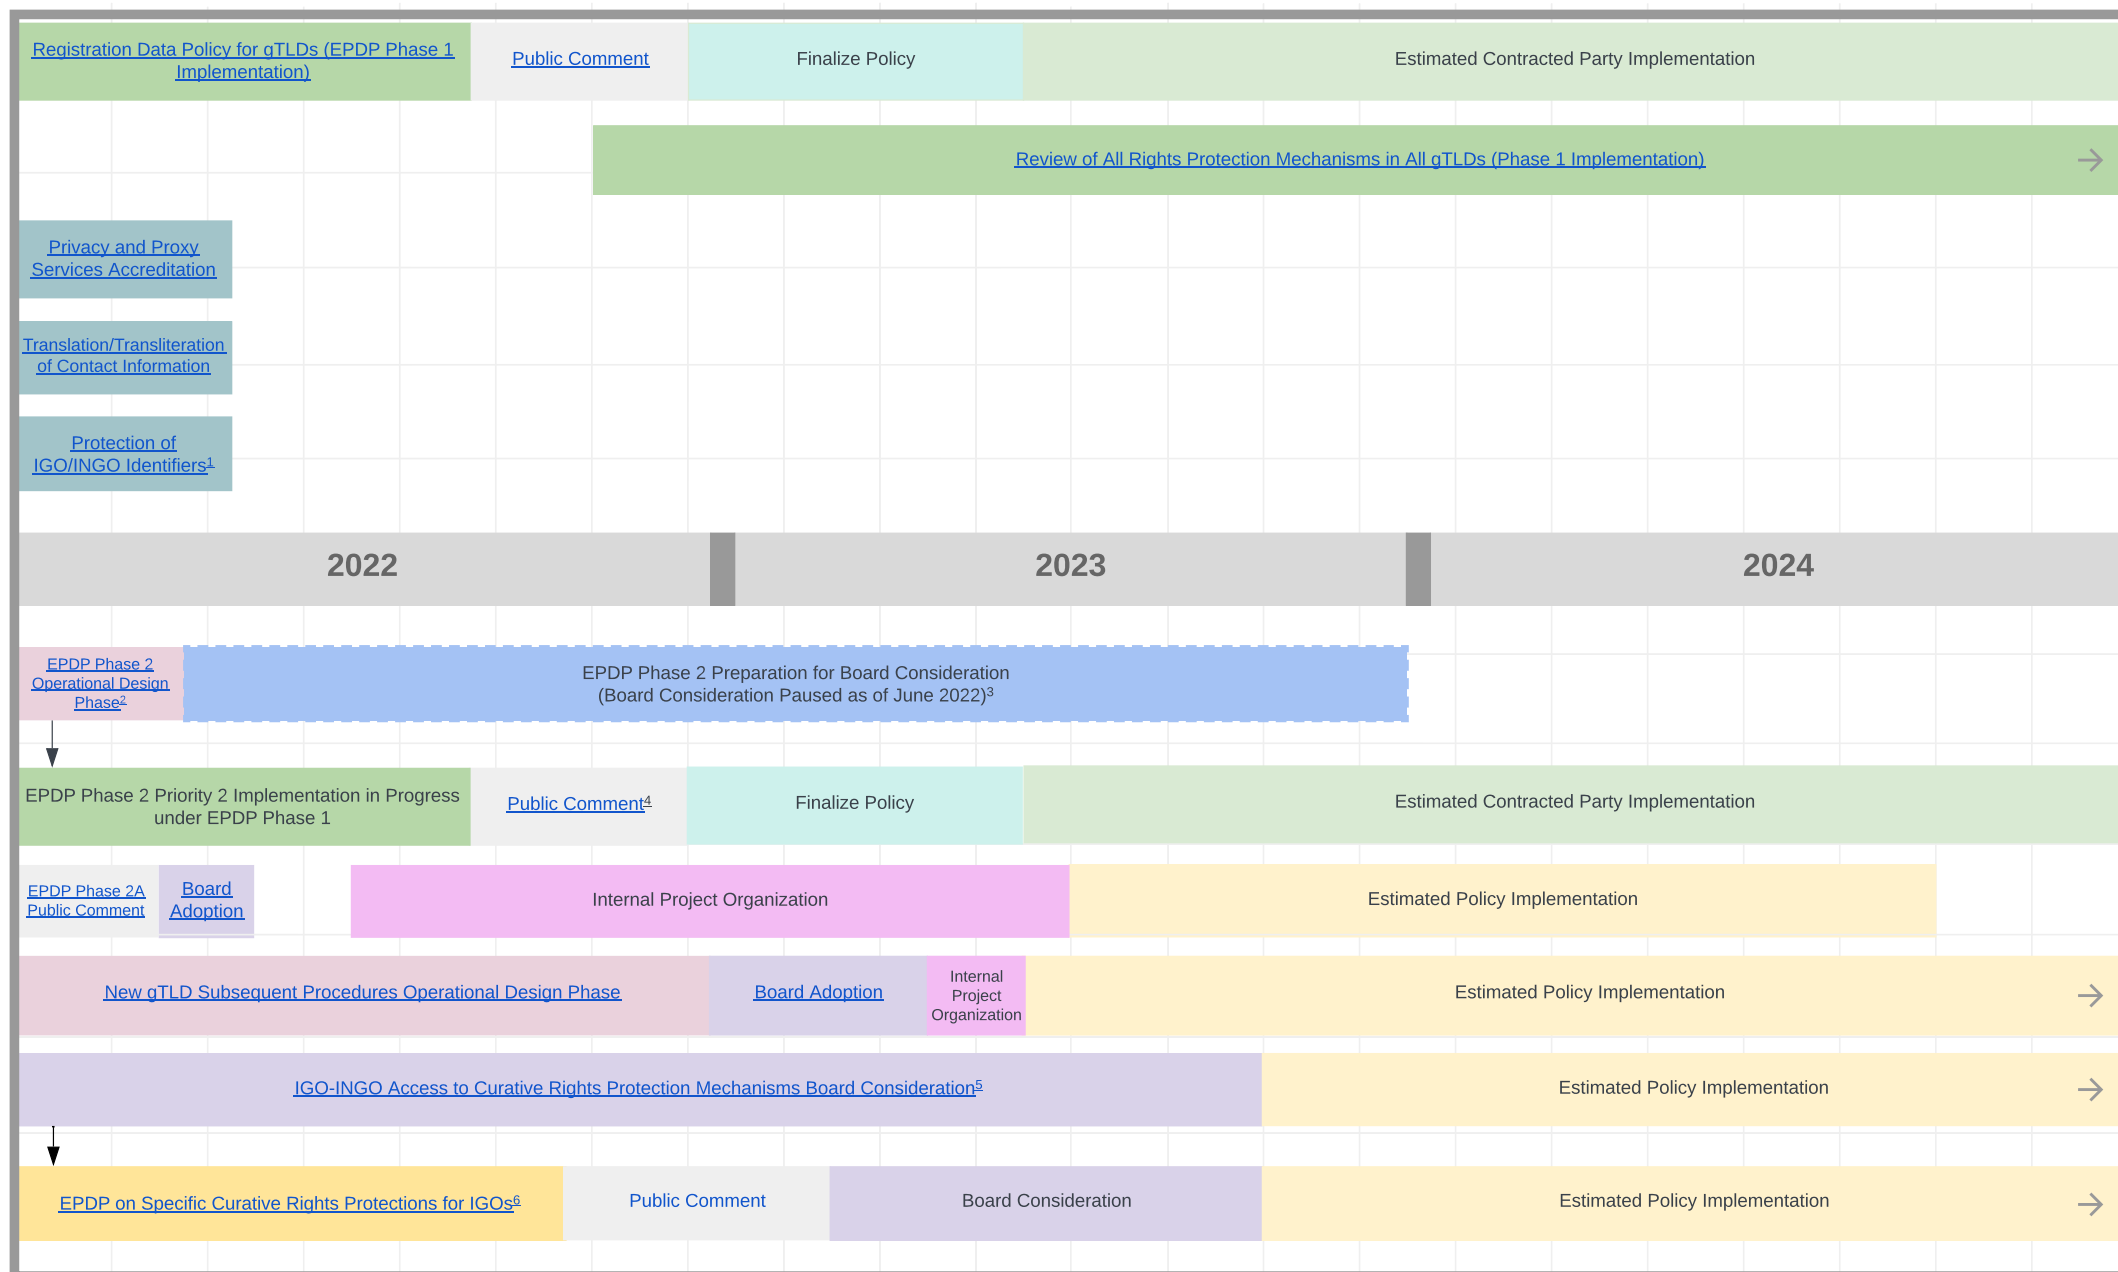 Registration Data Policy for gTLDs (EPDP Phase 1
Implementation)
Public Comment
Finalize Policy
Estimated Contracted Party Implementation
Review of All Rights Protection Mechanisms in All gTLDs (Phase 1 Implementation)
Privacy and Proxy
Services Accreditation
Translation/Transliteration
of Contact Information
Protection of
IGO/INGO Identifiers1
2022
2023
2024
EPDP Phase 2
Operational Design
Phase2
EPDP Phase 2 Preparation for Board Consideration
(Board Consideration Paused as of June 2022)3
EPDP Phase 2 Priority 2 Implementation in Progress
under EPDP Phase 1
Public Comment4
Finalize Policy
Estimated Contracted Party Implementation
EPDP Phase 2A
Public Comment
Board
Adoption
Internal Project Organization
Estimated Policy Implementation
New gTLD Subsequent Procedures Operational Design Phase
Board Adoption
Internal
Project
Organization
Estimated Policy Implementation
IGO-INGO Access to Curative Rights Protection Mechanisms Board Consideration5
Estimated Policy Implementation
EPDP on Specific Curative Rights Protections for IGOs6
Public Comment
Board Consideration
Estimated Policy Implementation